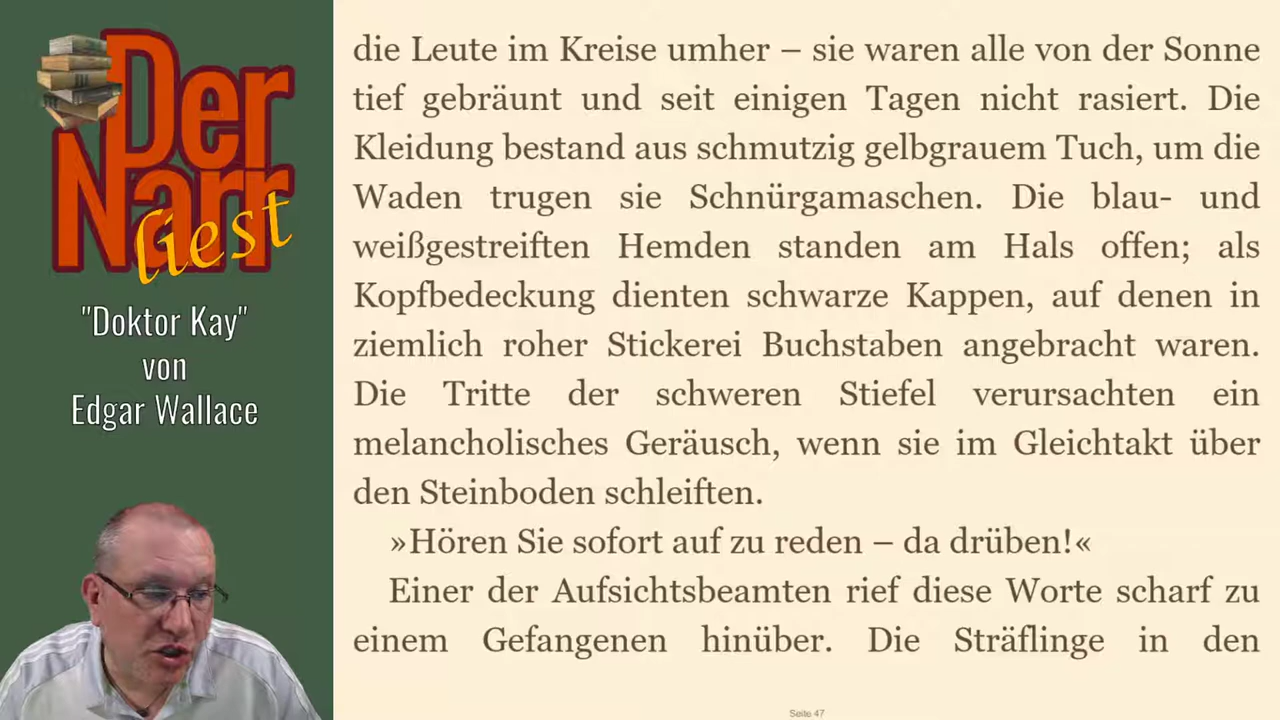 Der
Narr
liest
"Doktor Kay"
von
Edgar Wallace
die Leute im Kreise umher – sie waren alle von der Sonne
tief gebräunt und seit einigen Tagen nicht rasiert. Die
Kleidung bestand aus schmutzig gelbgrauem Tuch, um die
Waden trugen sie Schnürgamaschen. Die blau- und
weißgestreiften Hemden standen am Hals offen; als
Kopfbedeckung dienten schwarze Kappen, auf denen in
ziemlich roher Stickerei Buchstaben angebracht waren.
Die Tritte der schweren Stiefel verursachten ein
melancholisches Geräusch, wenn sie im Gleichtakt über
den Steinboden schleiften.
»Hören Sie sofort auf zu reden – da drüben!«
Einer der Aufsichtsbeamten rief diese Worte scharf zu
einem Gefangenen hinüber. Die Sträflinge in den
Seite 47